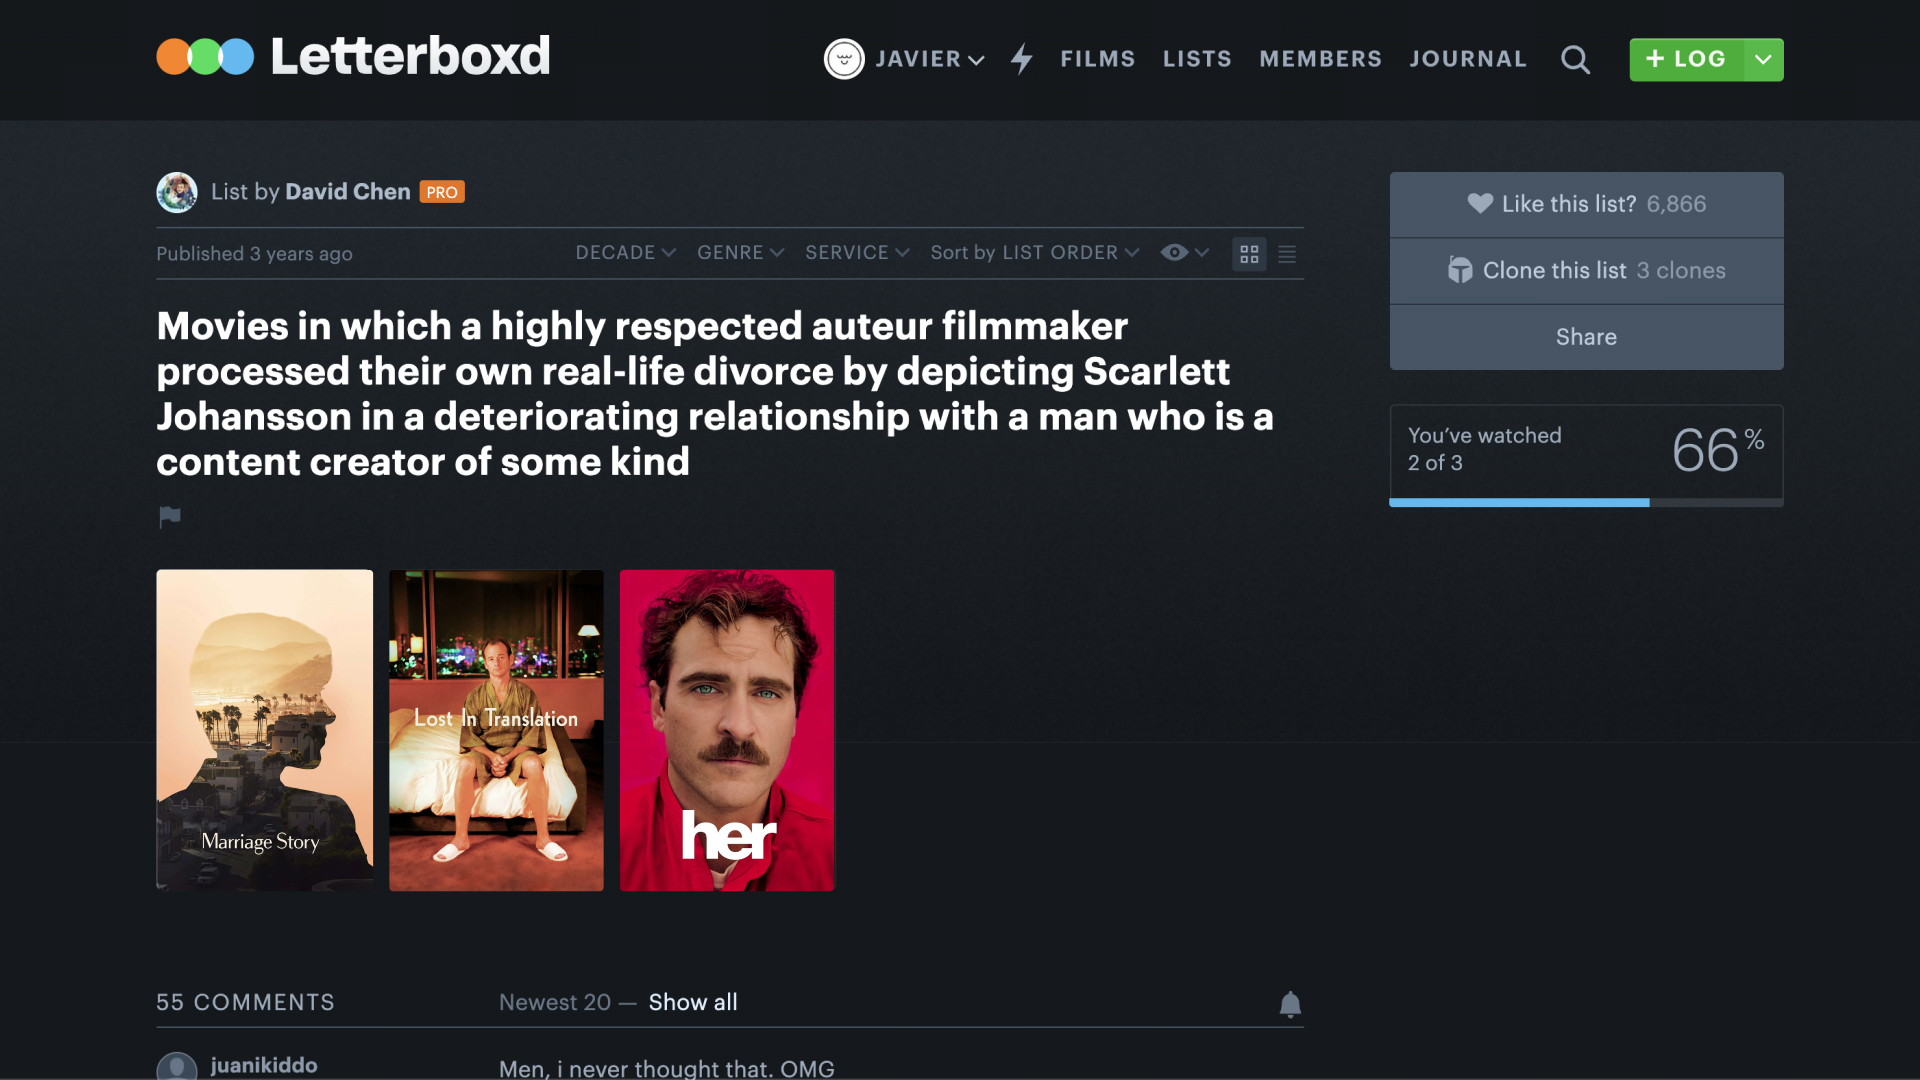 Letterboxd
JAVIER
FILMS
LISTS
MEMBERS
JOURNAL
+ LOG
List by David Chen PRO
Published 3 years ago
DECADE
GENRE
SERVICE
Sort by LIST ORDER
Movies in which a highly respected auteur filmmaker
processed their own real-life divorce by depicting Scarlett
Johansson in a deteriorating relationship with a man who is a
content creator of some kind
Like this list? 6,866
Clone this list 3 clones
Share
You’ve watched
2 of 3
66%
Marriage Story
Lost In Translation
her
55 COMMENTS
Newest 20 — Show all
juanikiddo
Men, i never thought that. OMG